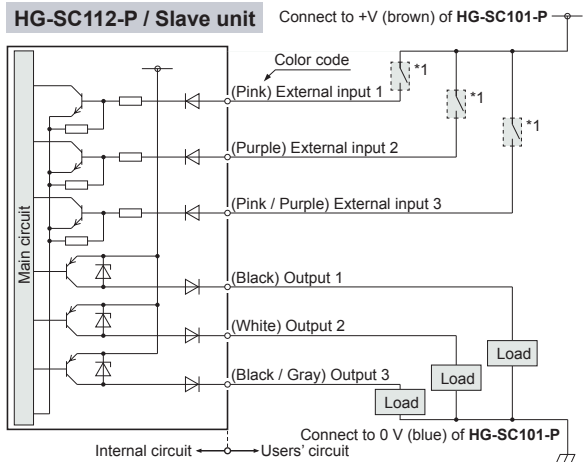 HG-SC112-P / Slave unit
Connect to +V (brown) of HG-SC101-P
Color code
(Pink) External input 1
*1
(Purple) External input 2
*1
(Pink / Purple) External input 3
*1
Main circuit
(Black) Output 1
(White) Output 2
(Black / Gray) Output 3
Load
Load
Load
Connect to 0 V (blue) of HG-SC101-P
Internal circuit
Users' circuit